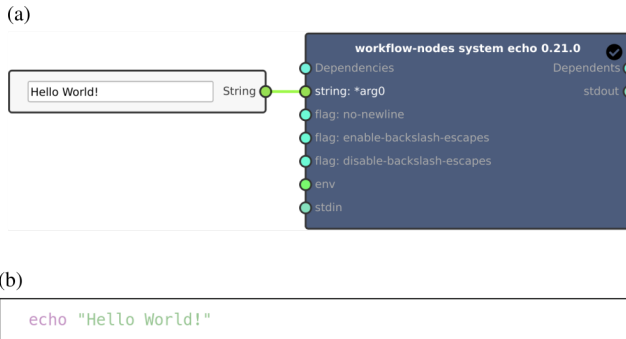 (a)
workflow-nodes system echo 0.21.0
Dependencies Dependents
Hello World! String string: *arg0 stdout
flag: no-newline
flag: enable-backslash-escapes
flag: disable-backslash-escapes
env
stdin
(b)
echo "Hello World!"